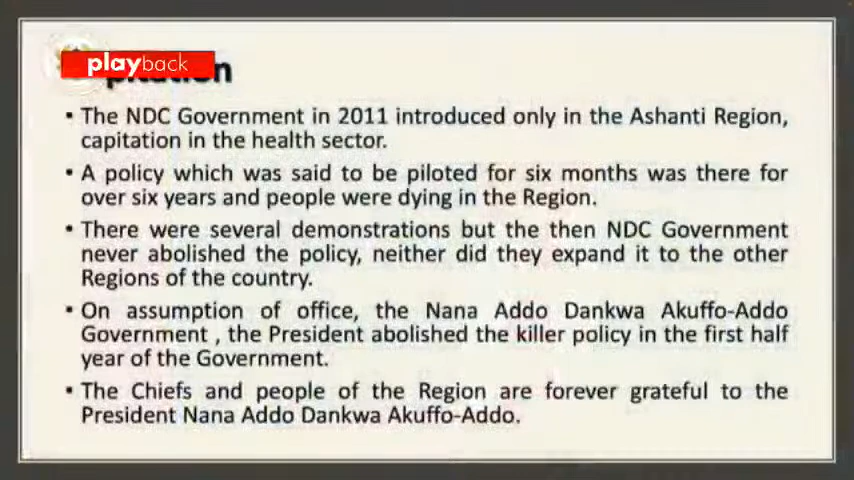 playback
• The NDC Government in 2011 introduced only in the Ashanti Region,
capitation in the health sector.
• A policy which was said to be piloted for six months was there for
over six years and people were dying in the Region.
• There were several demonstrations but the then NDC Government
never abolished the policy, neither did they expand it to the other
Regions of the country.
• On assumption of office, the Nana Addo Dankwa Akuffo-Addo
Government , the President abolished the killer policy in the first half
year of the Government.
• The Chiefs and people of the Region are forever grateful to the
President Nana Addo Dankwa Akuffo-Addo.